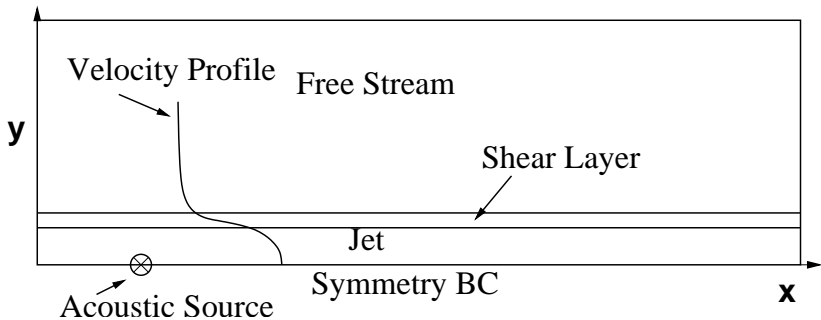 Velocity Profile
Free Stream
y
Shear Layer
Jet
Symmetry BC
x
Acoustic Source